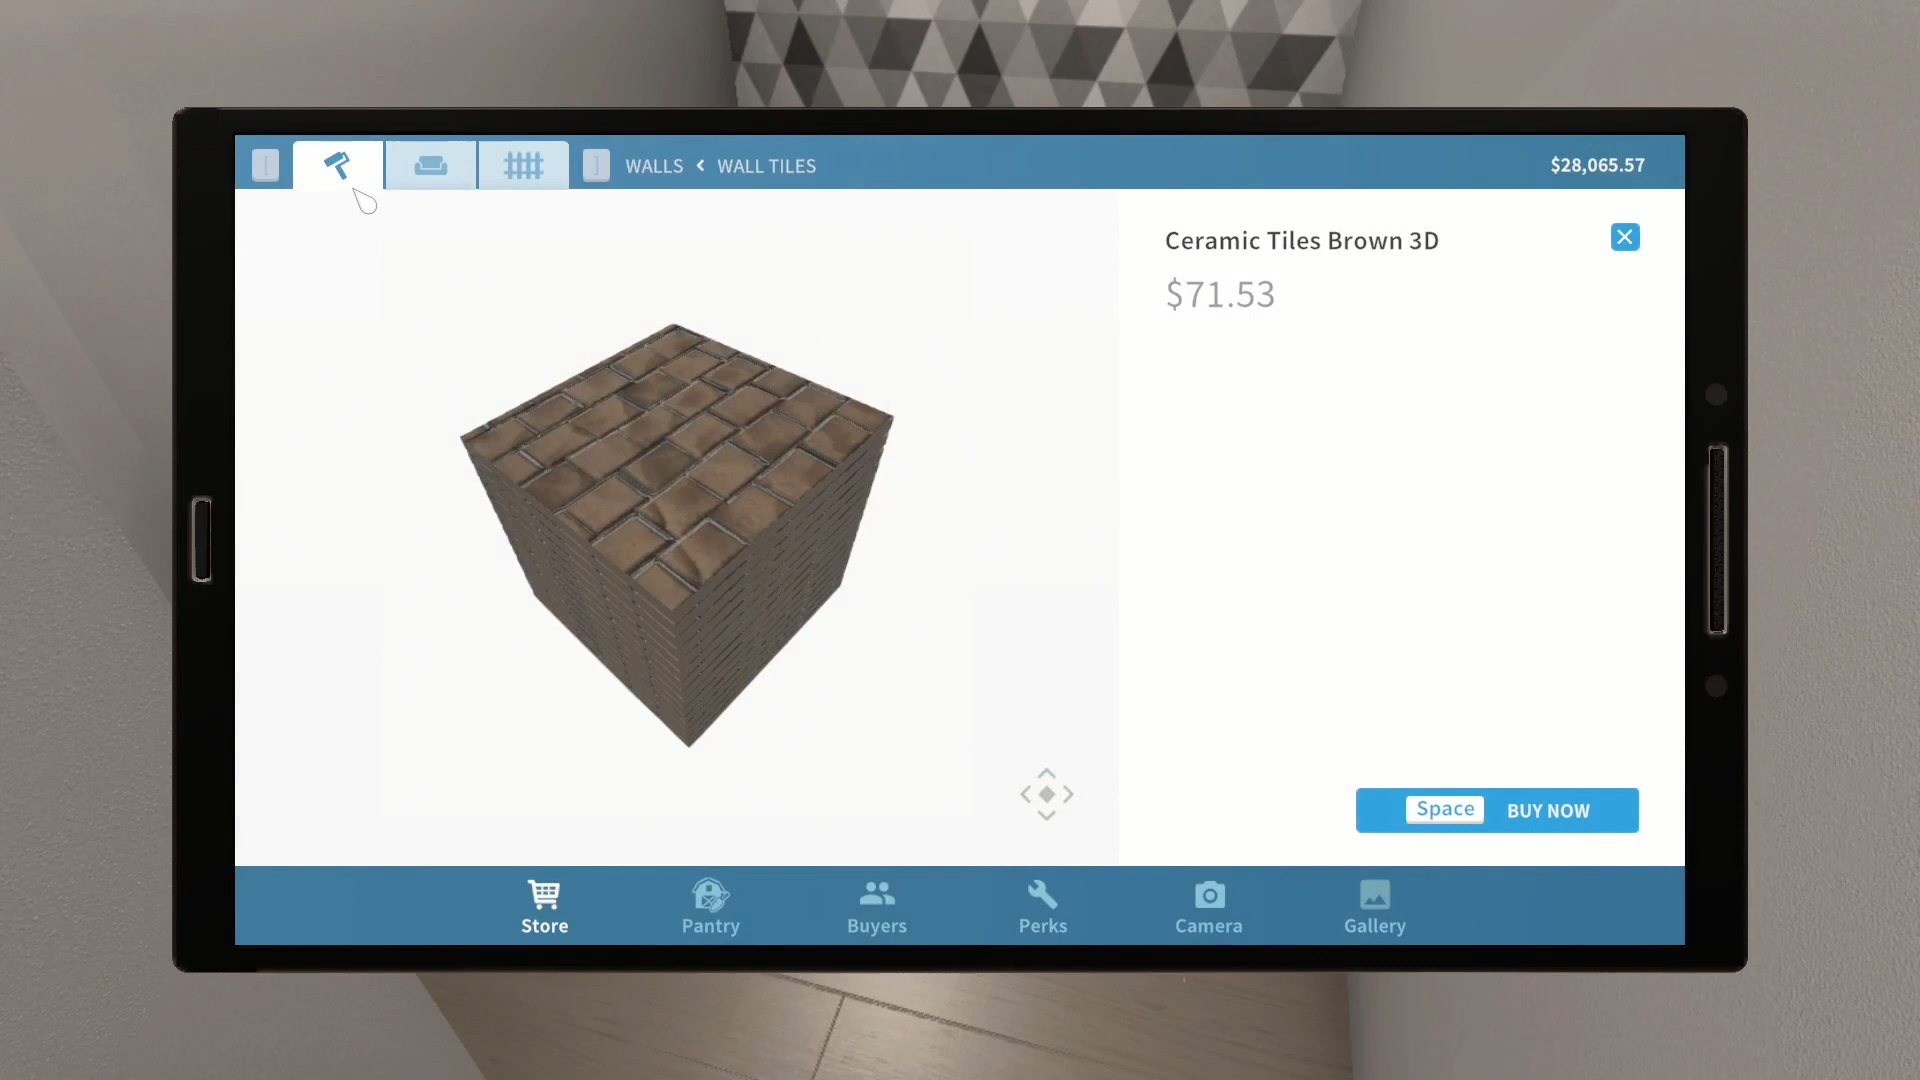 [
]
WALLS < WALL TILES
$28,065.57
Ceramic Tiles Brown 3D
$71.53
Space BUY NOW
Store
Pantry
Buyers
Perks
Camera
Gallery